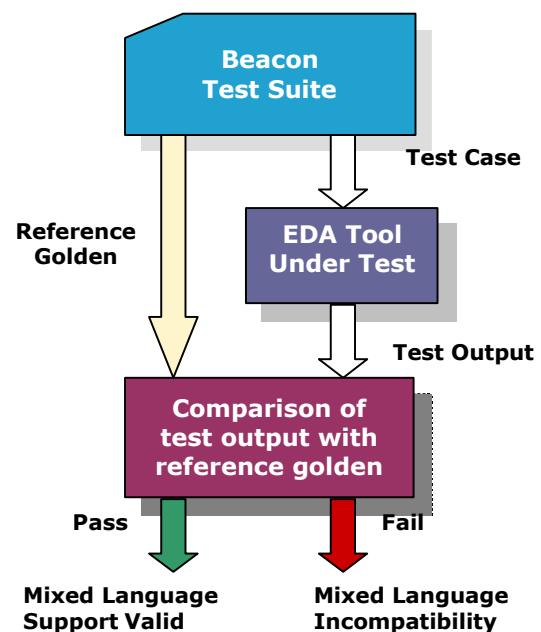 Beacon
Test Suite
Test Case
Reference
Golden
EDA Tool
Under Test
Test Output
Comparison of
test output with
reference golden
Pass
Fail
Mixed Language
Support Valid
Mixed Language
Incompatibility